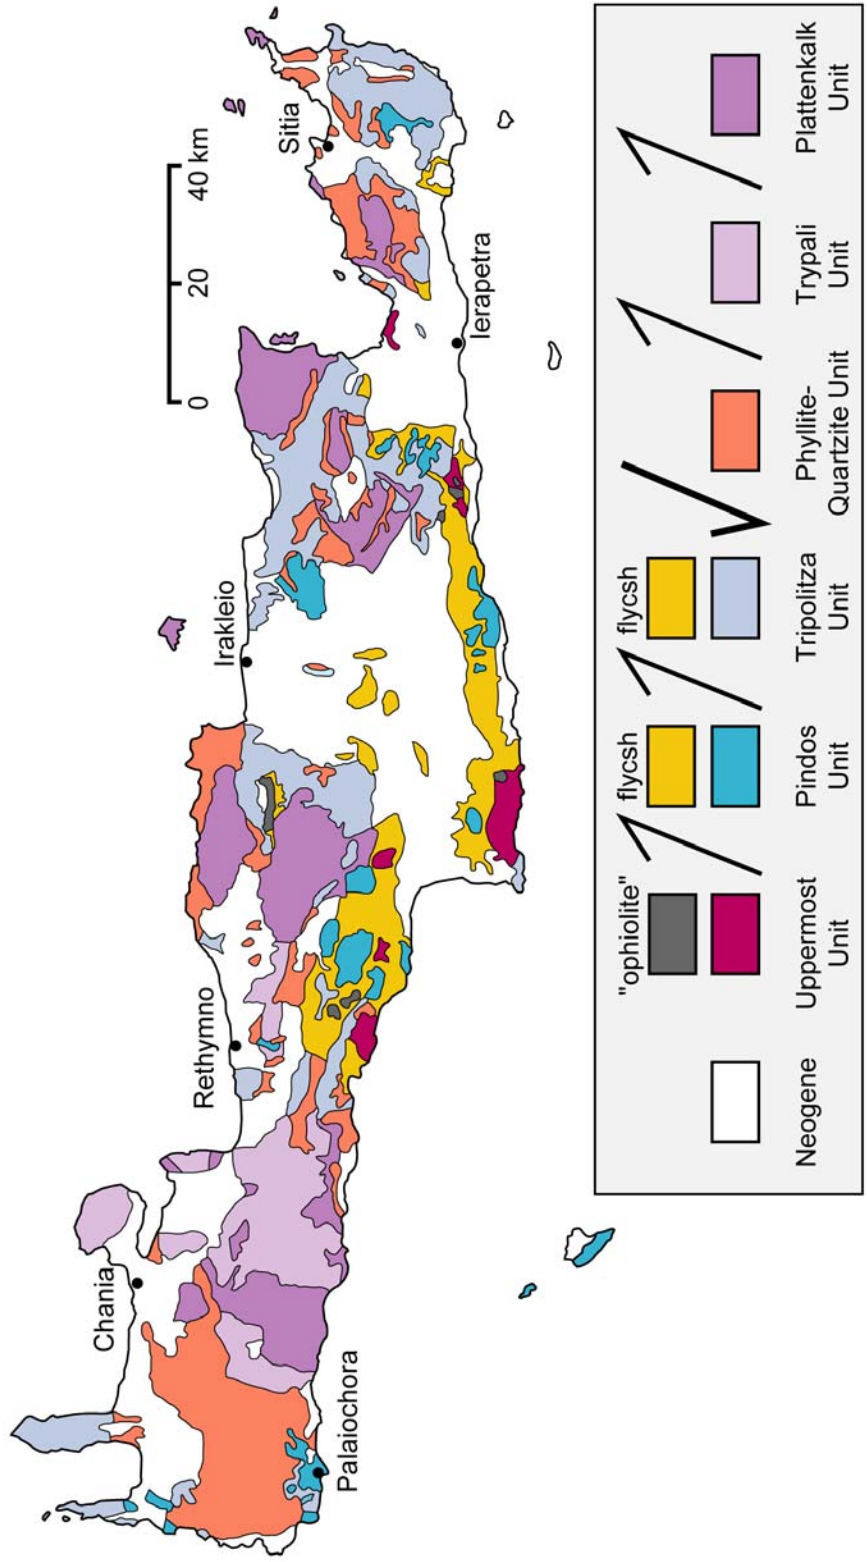 Chania
Palaiochora
Rethymno
Irakleio
Ierapetra
Sitia
0 20 40 km
Neogene
"ophiolite"
Uppermost
Unit
flycsh
Pindos
Unit
flycsh
Tripolitza
Unit
Phyllite-
Quartzite Unit
Trypali
Unit
Plattenkalk
Unit